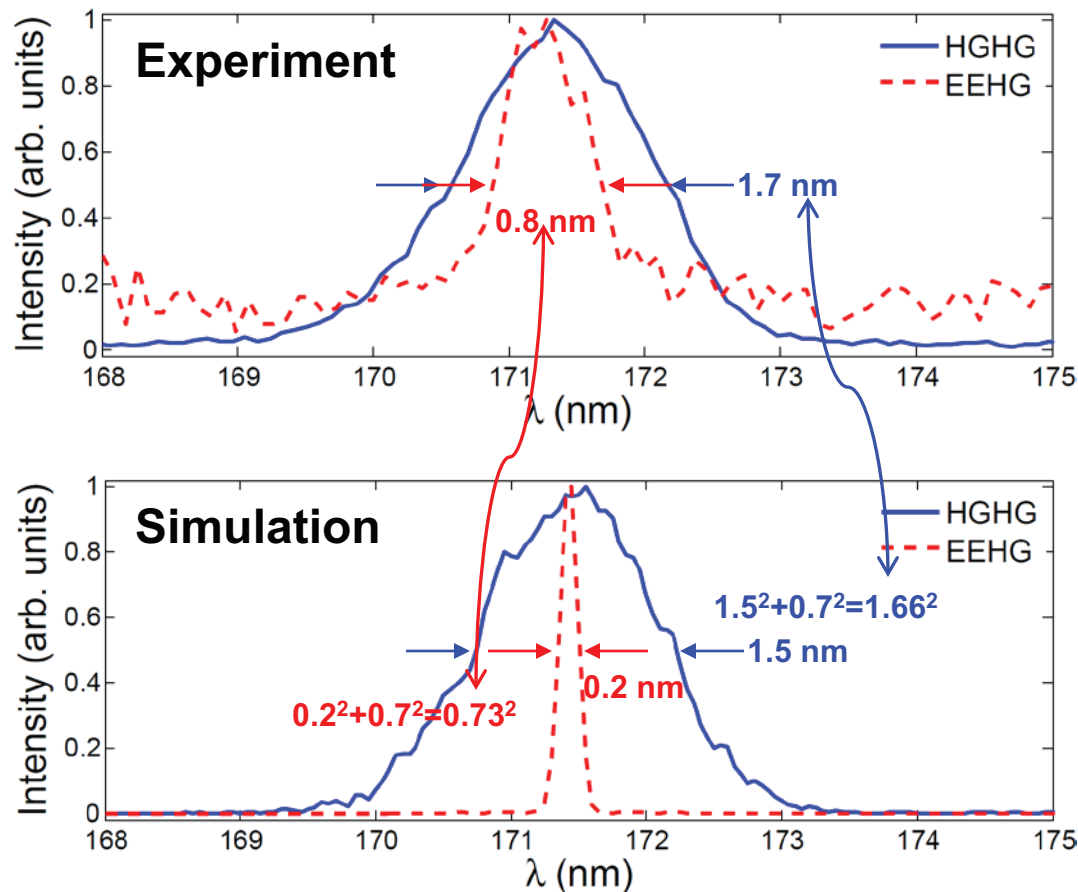 Experiment
HGHG
EEHG
Intensity (arb. units)
1
0.8
0.6
0.4
0.2
0
1.7 nm
0.8 nm
168 169 170 171 172 173 174 175
λ (nm)
Simulation
HGHG
EEHG
Intensity (arb. units)
1
0.8
0.6
0.4
0.2
0
1.5²+0.7²=1.66²
1.5 nm
0.2 nm
0.2²+0.7²=0.73²
168 169 170 171 172 173 174 175
λ (nm)